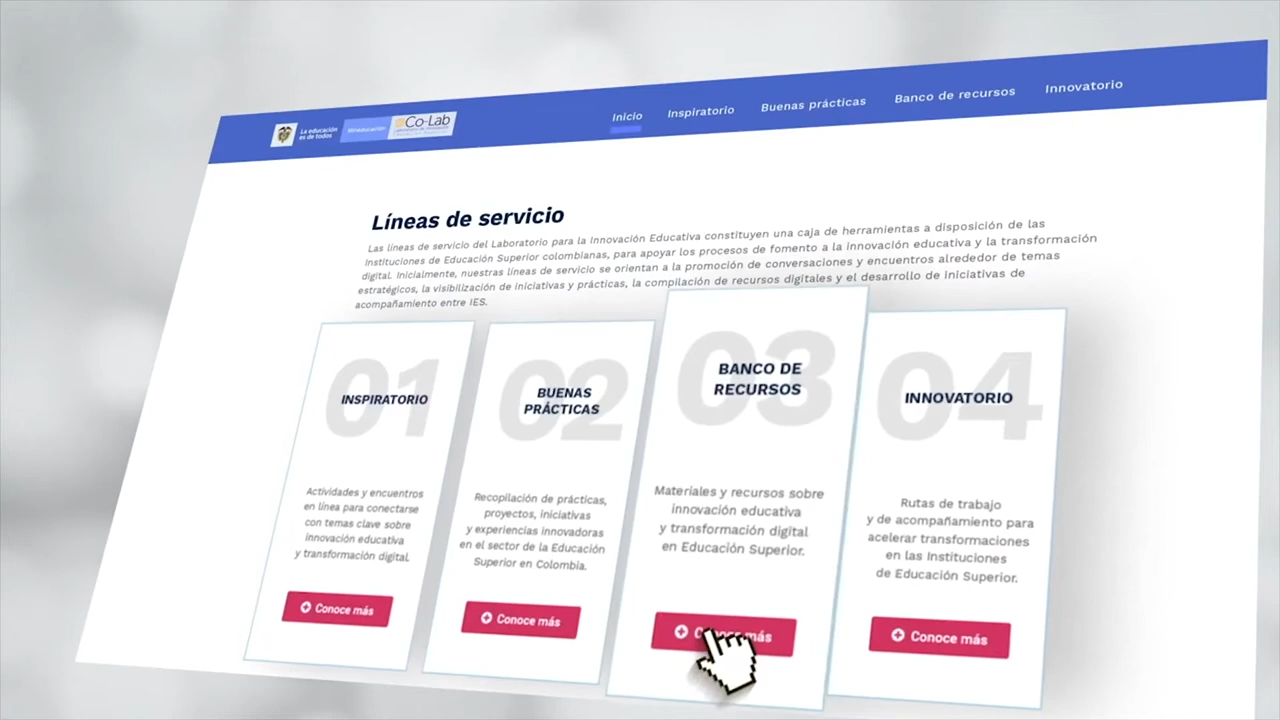 La educación
es de todos
Mineducación
Co-Lab
Inicio
Inspiratorio
Buenas prácticas
Banco de recursos
Innovatorio
Líneas de servicio
Las líneas de servicio del Laboratorio para la Innovación Educativa constituyen una caja de herramientas a disposición de las
Instituciones de Educación Superior colombianas, para apoyar los procesos de fomento a la innovación educativa y la transformación
digital. Inicialmente, nuestras líneas de servicio se orientan a la promoción de conversaciones y encuentros alrededor de temas
estratégicos, la visibilización de iniciativas y prácticas, la compilación de recursos digitales y el desarrollo de iniciativas de
acompañamiento entre IES.
01
INSPIRATORIO
Actividades y encuentros
en línea para conectarse
con temas clave sobre
innovación educativa
y transformación digital.
Conoce más
02
BUENAS
PRÁCTICAS
Recopilación de prácticas,
proyectos, iniciativas
y experiencias innovadoras
en el sector de la Educación
Superior en Colombia.
Conoce más
03
BANCO DE
RECURSOS
Materiales y recursos sobre
innovación educativa
y transformación digital
en Educación Superior.
Conoce más
04
INNOVATORIO
Rutas de trabajo
y de acompañamiento para
acelerar transformaciones
en las Instituciones
de Educación Superior.
Conoce más